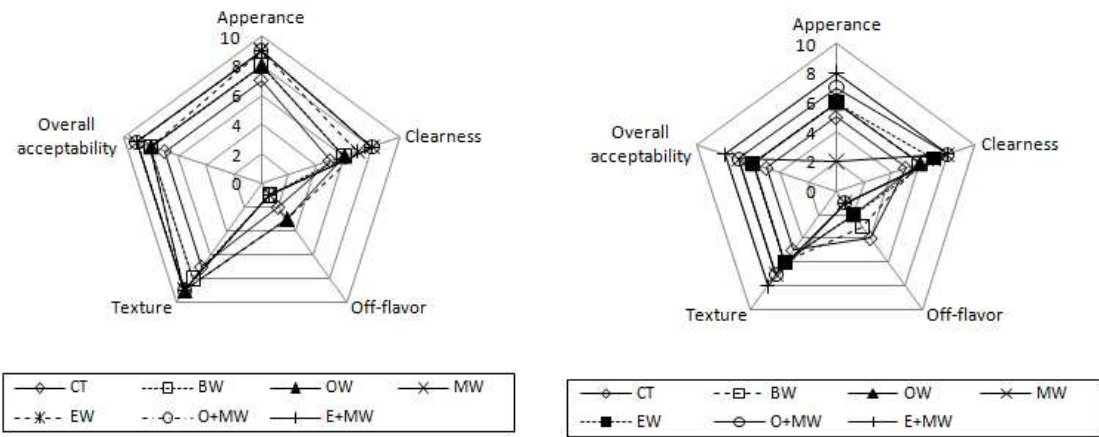 Apperance
10
8
6
4
2
0
Clearness
Off-flavor
Texture
Overall
acceptability
CT BW OW MW
EW O+MW E+MW
Apperance
10
8
6
4
2
0
Clearness
Off-flavor
Texture
Overall
acceptability
CT BW OW MW
EW O+MW E+MW